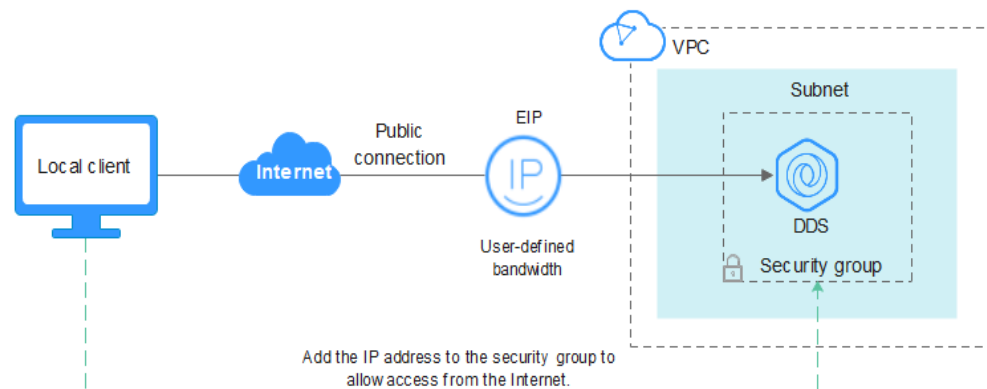 VPC
Subnet
EIP
Public
connection
Local client
Internet
IP
DDS
User-defined
bandwidth
Security group
Add the IP address to the security group to
allow access from the Internet.